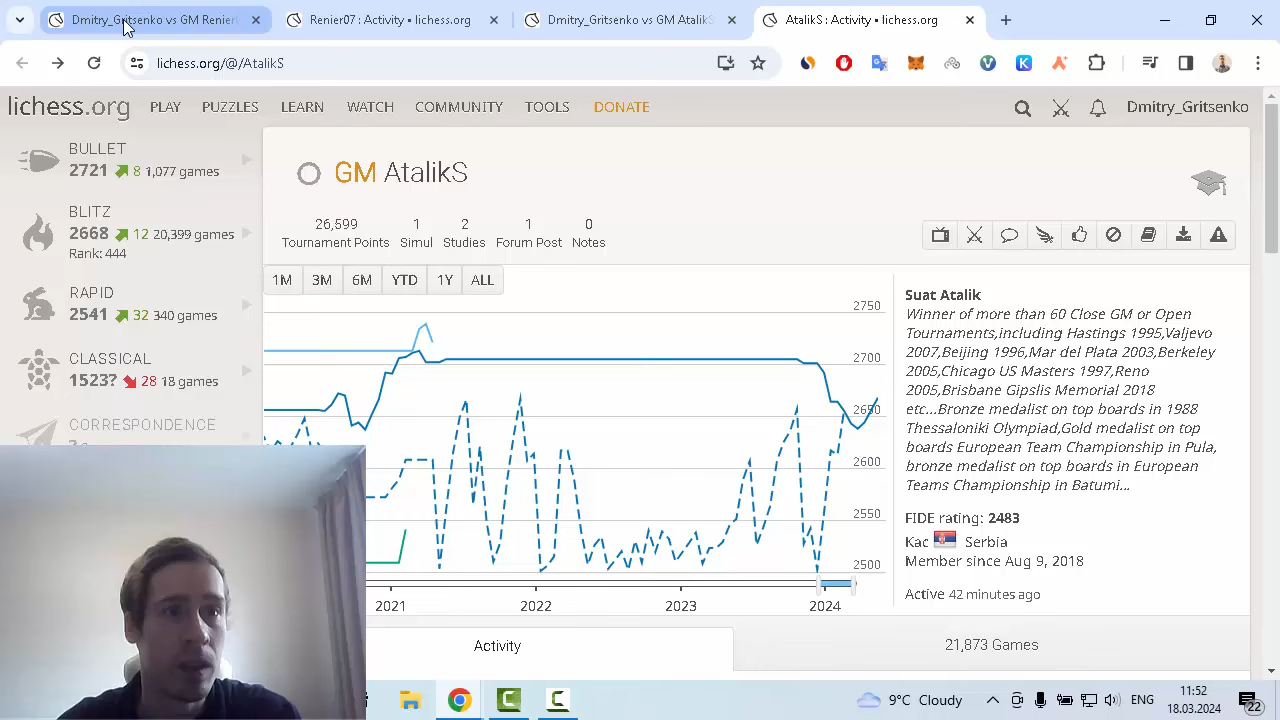 Dmitry_Gritsenko vs GM Renier
Renier07 : Activity • lichess.org
Dmitry_Gritsenko vs GM AtalikS
AtalikS : Activity • lichess.org
lichess.org/@/AtalikS
lichess.org
PLAY
PUZZLES
LEARN
WATCH
COMMUNITY
TOOLS
DONATE
Dmitry_Gritsenko
BULLET
2721 8 1,077 games
BLITZ
2668 12 20,399 games
Rank: 444
RAPID
2541 32 340 games
CLASSICAL
1523? 28 18 games
CORRESPONDENCE
GM AtalikS
26,599 1 2 1 0
Tournament Points Simul Studies Forum Post Notes
1M 3M 6M YTD 1Y ALL
2750
2700
2650
2600
2550
2500
2021 2022 2023 2024
Suat Atalik
Winner of more than 60 Close GM or Open
Tournaments,including Hastings 1995,Valjevo
2007,Beijing 1996,Mar del Plata 2003,Berkeley
2005,Chicago US Masters 1997,Reno
2005,Brisbane Gipslis Memorial 2018
etc...Bronze medalist on top boards in 1988
Thessaloniki Olympiad,Gold medalist on top
boards European Team Championship in Pula,
bronze medalist on top boards in European
Teams Championship in Batumi...
FIDE rating: 2483
Kac Serbia
Member since Aug 9, 2018
Active 42 minutes ago
Activity
21,873 Games
9°C Cloudy
ENG
11:52
18.03.2024
22